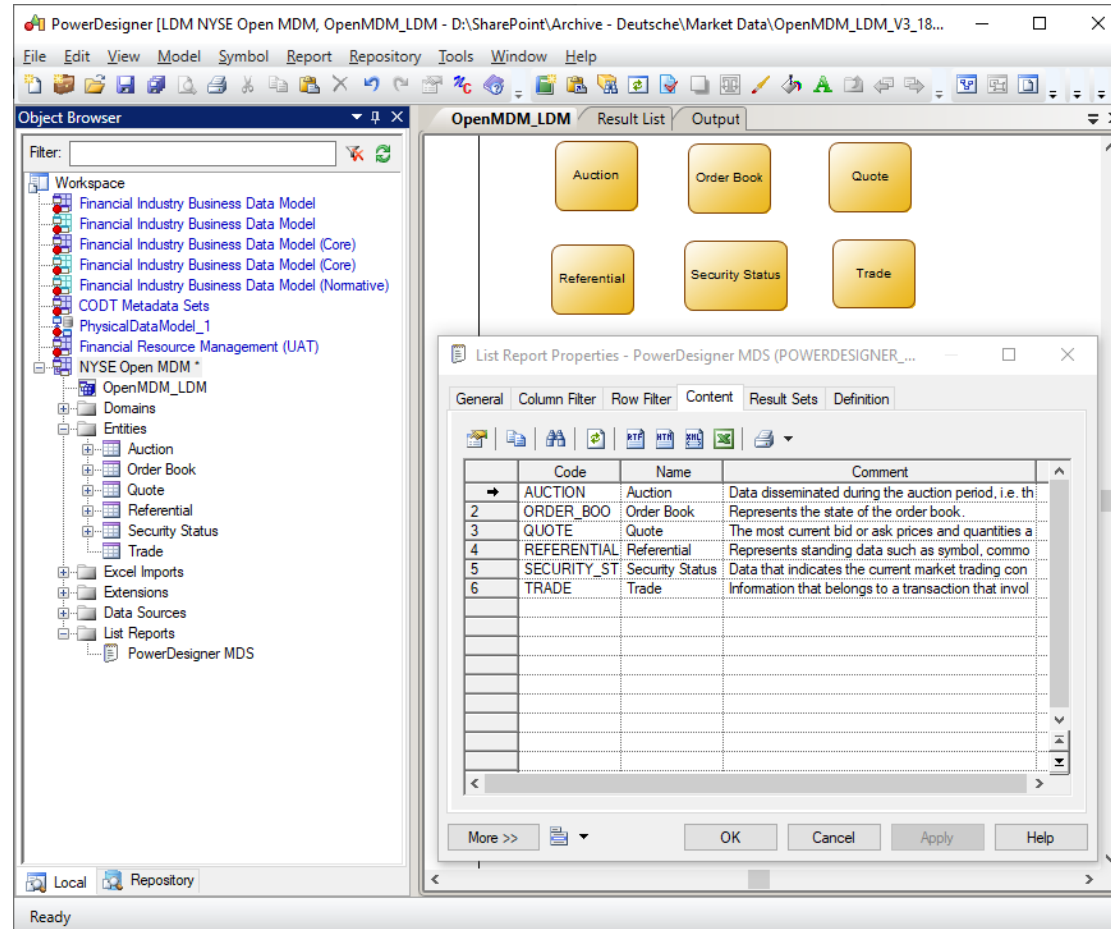 PowerDesigner [LDM NYSE Open MDM, OpenMDM_LDM - D:\SharePoint\Archive - Deutsche\Market Data\OpenMDM_LDM_V3_18...
File Edit View Model Symbol Report Repository Tools Window Help
Object Browser
OpenMDM_LDM Result List Output
Filter:
Workspace
Financial Industry Business Data Model
Financial Industry Business Data Model
Financial Industry Business Data Model (Core)
Financial Industry Business Data Model (Core)
Financial Industry Business Data Model (Normative)
CODT Metadata Sets
PhysicalDataModel_1
Financial Resource Management (UAT)
NYSE Open MDM *
OpenMDM_LDM
Domains
Entities
Auction
Order Book
Quote
Referential
Security Status
Trade
Excel Imports
Extensions
Data Sources
List Reports
PowerDesigner MDS
Local Repository
Auction Order Book Quote
Referential Security Status Trade
List Report Properties - PowerDesigner MDS (POWERDESIGNER_...
General Column Filter Row Filter Content Result Sets Definition
RTF HTM XML
Code Name Comment
AUCTION Auction Data disseminated during the auction period, i.e. th
2 ORDER_BOO Order Book Represents the state of the order book.
3 QUOTE Quote The most current bid or ask prices and quantities a
4 REFERENTIAL Referential Represents standing data such as symbol, commo
5 SECURITY_ST Security Status Data that indicates the current market trading con
6 TRADE Trade Information that belongs to a transaction that invol
More >> OK Cancel Apply Help
Ready